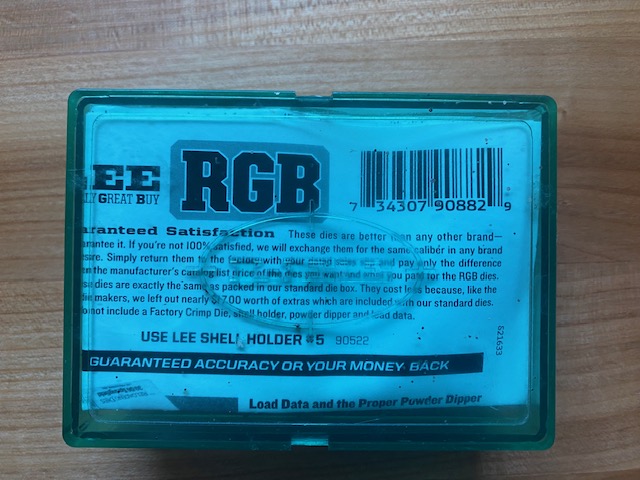 EE RGB
LY GREAT BUY
7 34307 90882 9
aranteed Satisfaction These dies are better than any other brand—
arantee it. If you're not 100% satisfied, we will exchange them for the same caliber in any brand
sure. Simply return them to the factory with your dated sales slip and pay only the difference
en the manufacturer's catalog list price of the dies you want and what you paid for the RGB dies.
se dies are exactly the same as packed in our standard die box. They cost less because, like the
die makers, we left out nearly $17.00 worth of extras which are included with our standard dies.
o not include a Factory Crimp Die, shell holder, powder dipper and load data.
USE LEE SHELL HOLDER #5 90522
521633
GUARANTEED ACCURACY OR YOUR MONEY BACK
Load Data and the Proper Powder Dipper